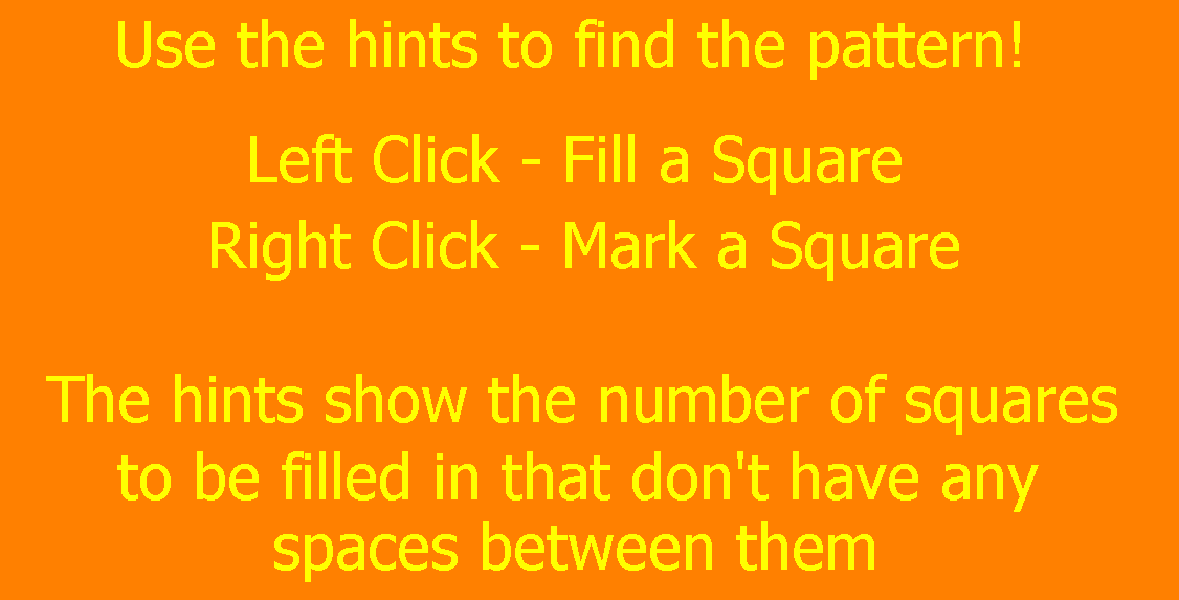 Use the hints to find the pattern!
Left Click - Fill a Square
Right Click - Mark a Square
The hints show the number of squares
to be filled in that don't have any
spaces between them